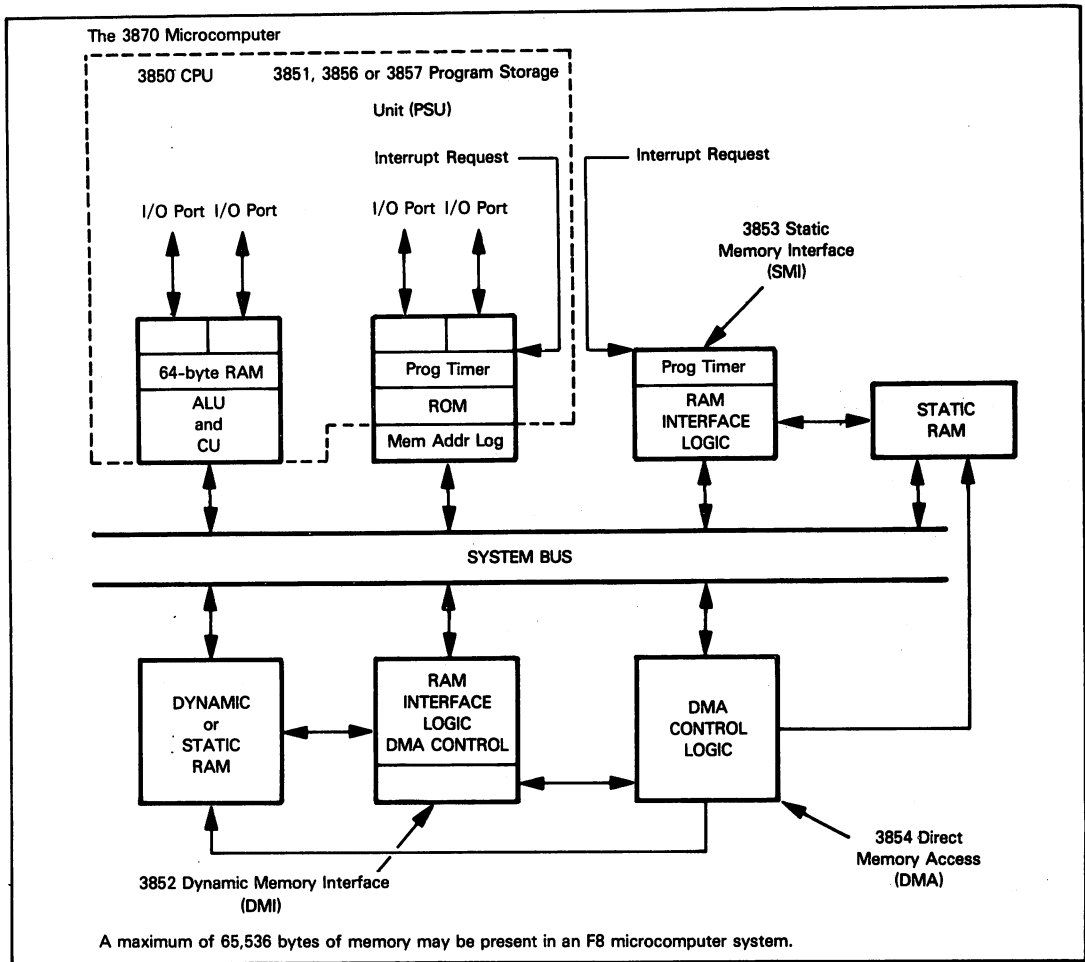 The 3870 Microcomputer
3850 CPU
3851, 3856 or 3857 Program Storage
Unit (PSU)
Interrupt Request
Interrupt Request
I/O Port I/O Port
I/O Port I/O Port
3853 Static
Memory Interface
(SMI)
64-byte RAM
ALU
and
CU
Prog Timer
ROM
Mem Addr Log
Prog Timer
RAM
INTERFACE
LOGIC
STATIC
RAM
SYSTEM BUS
DYNAMIC
or
STATIC
RAM
RAM
INTERFACE
LOGIC
DMA CONTROL
DMA
CONTROL
LOGIC
3852 Dynamic Memory Interface
(DMI)
3854 Direct
Memory Access
(DMA)
A maximum of 65,536 bytes of memory may be present in an F8 microcomputer system.